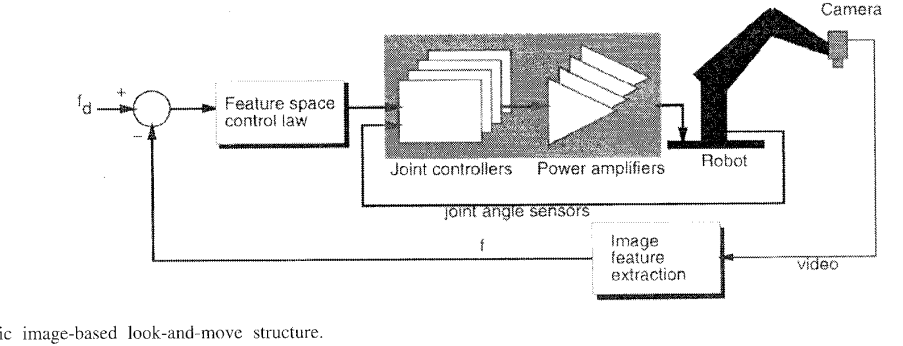 Camera
f_d
+
−
Feature space
control law
Joint controllers
Power amplifiers
Robot
joint angle sensors
f
Image
feature
extraction
video
ic image-based look-and-move structure.